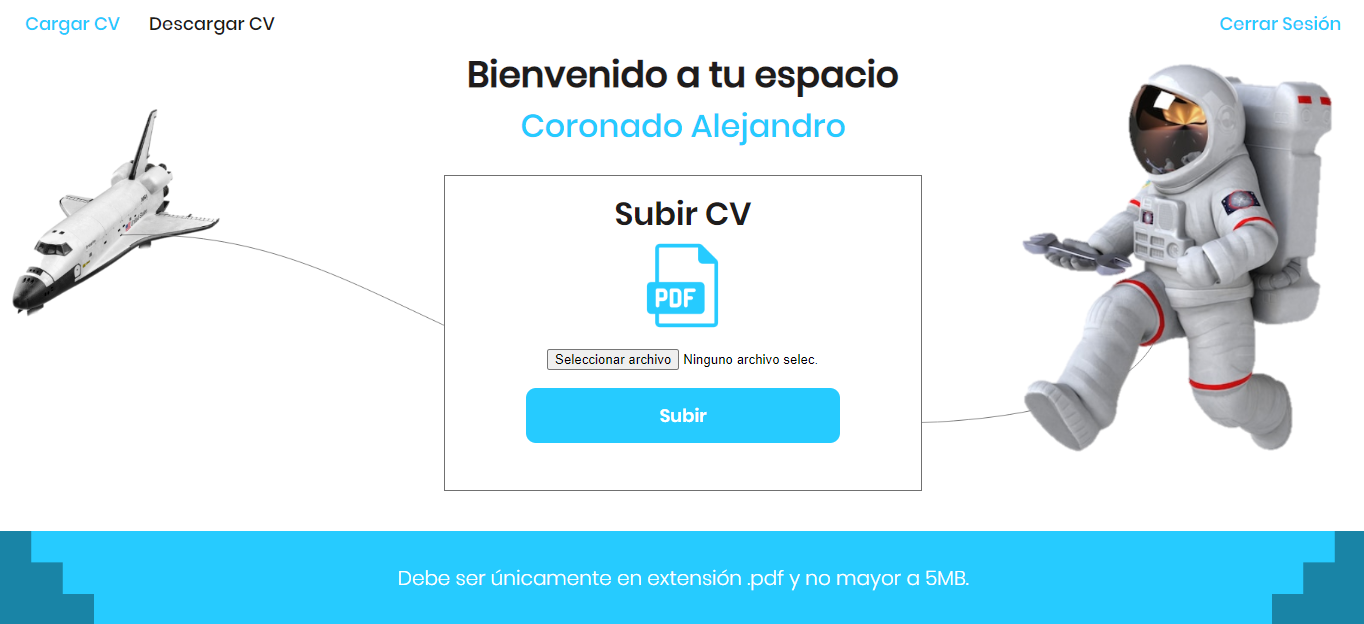 Cargar CV Descargar CV Cerrar Sesión
Bienvenido a tu espacio
Coronado Alejandro
Subir CV
PDF
Seleccionar archivo Ninguno archivo selec.
Subir
Debe ser únicamente en extensión .pdf y no mayor a 5MB.